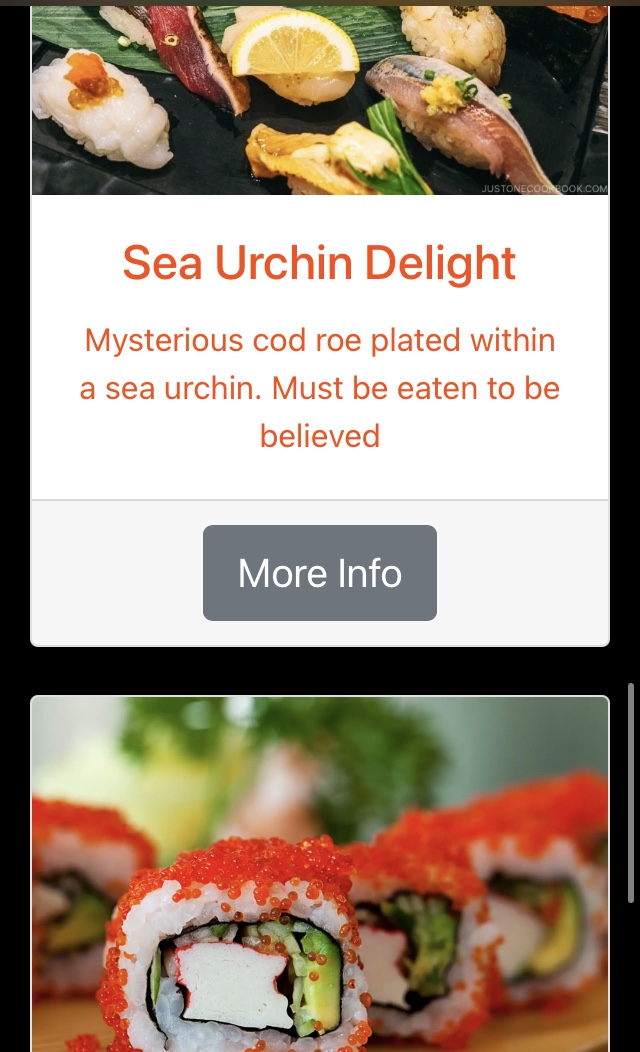 JUSTONECOOKBOOK.COM
Sea Urchin Delight
Mysterious cod roe plated within
a sea urchin. Must be eaten to be
believed
More Info